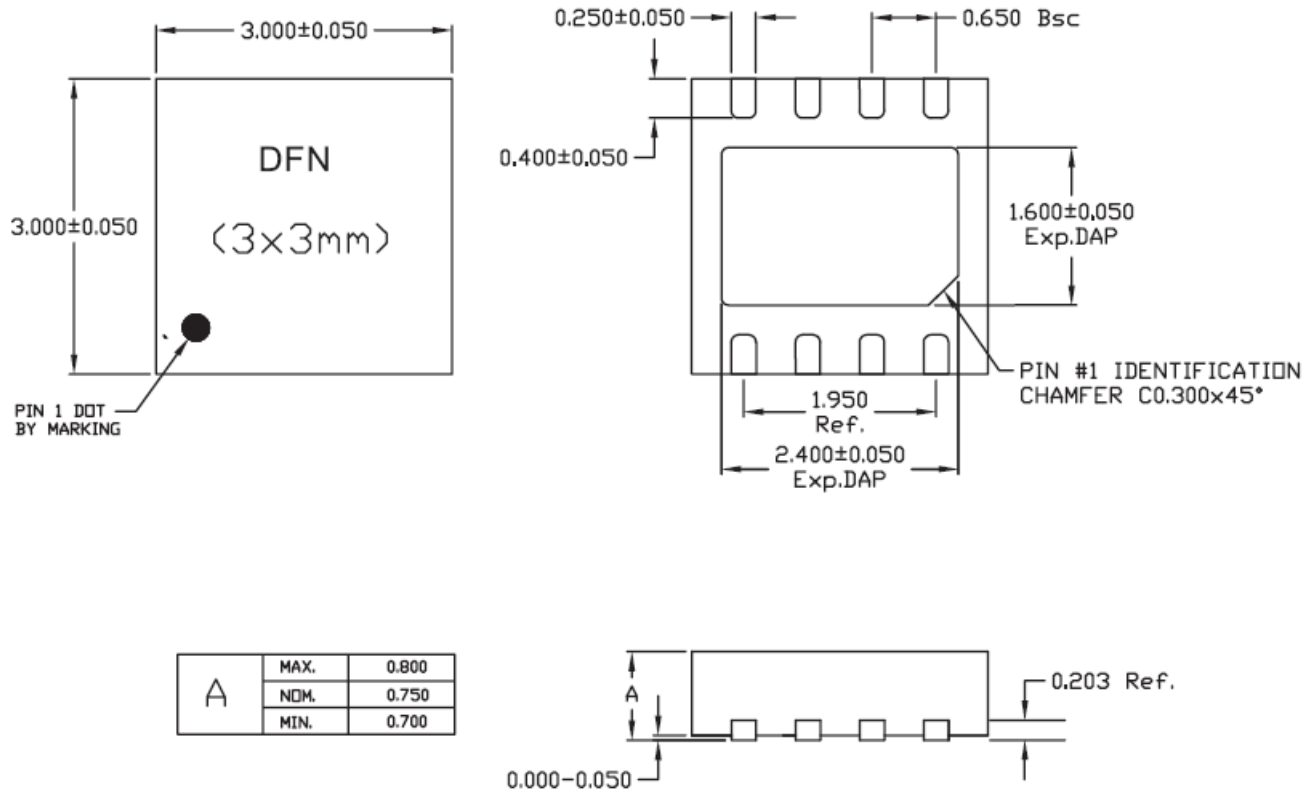 3.000±0.050
DFN
(3x3mm)
3.000±0.050
PIN 1 DOT
BY MARKING
0.250±0.050
0.650 Bsc
0.400±0.050
1.600±0.050
Exp.DAP
PIN #1 IDENTIFICATION
CHAMFER C0.300x45°
1.950
Ref.
2.400±0.050
Exp.DAP
A
MAX. 0.800
NOM. 0.750
MIN. 0.700
A
0.203 Ref.
0.000-0.050